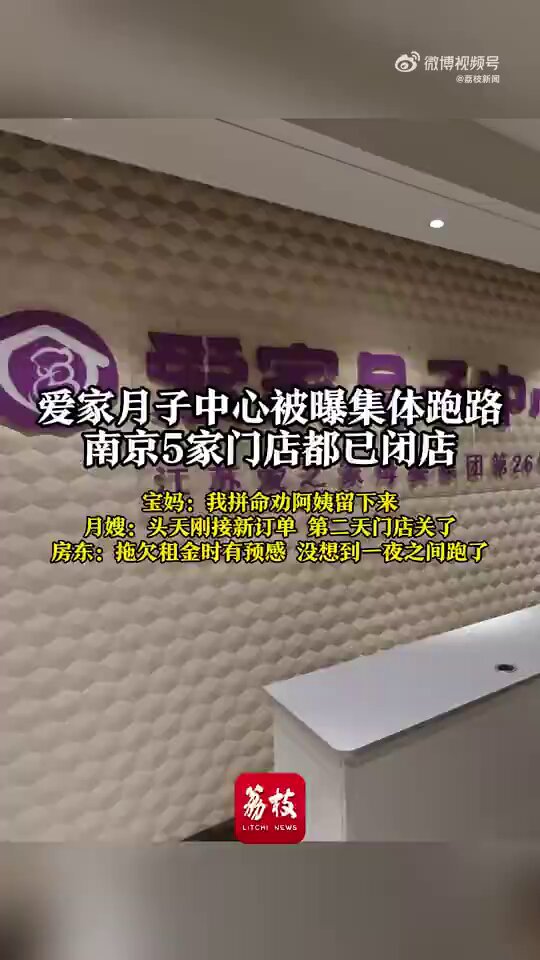 微博视频号
@荔枝新闻
爱家月子中心被曝集体跑路
南京5家门店都已闭店
宝妈：我拼命劝阿姨留下来
月嫂：头天刚接新订单 第二天门店关了
房东：拖欠租金时有预感 没想到一夜之间跑了
荔枝
LITCHI NEWS